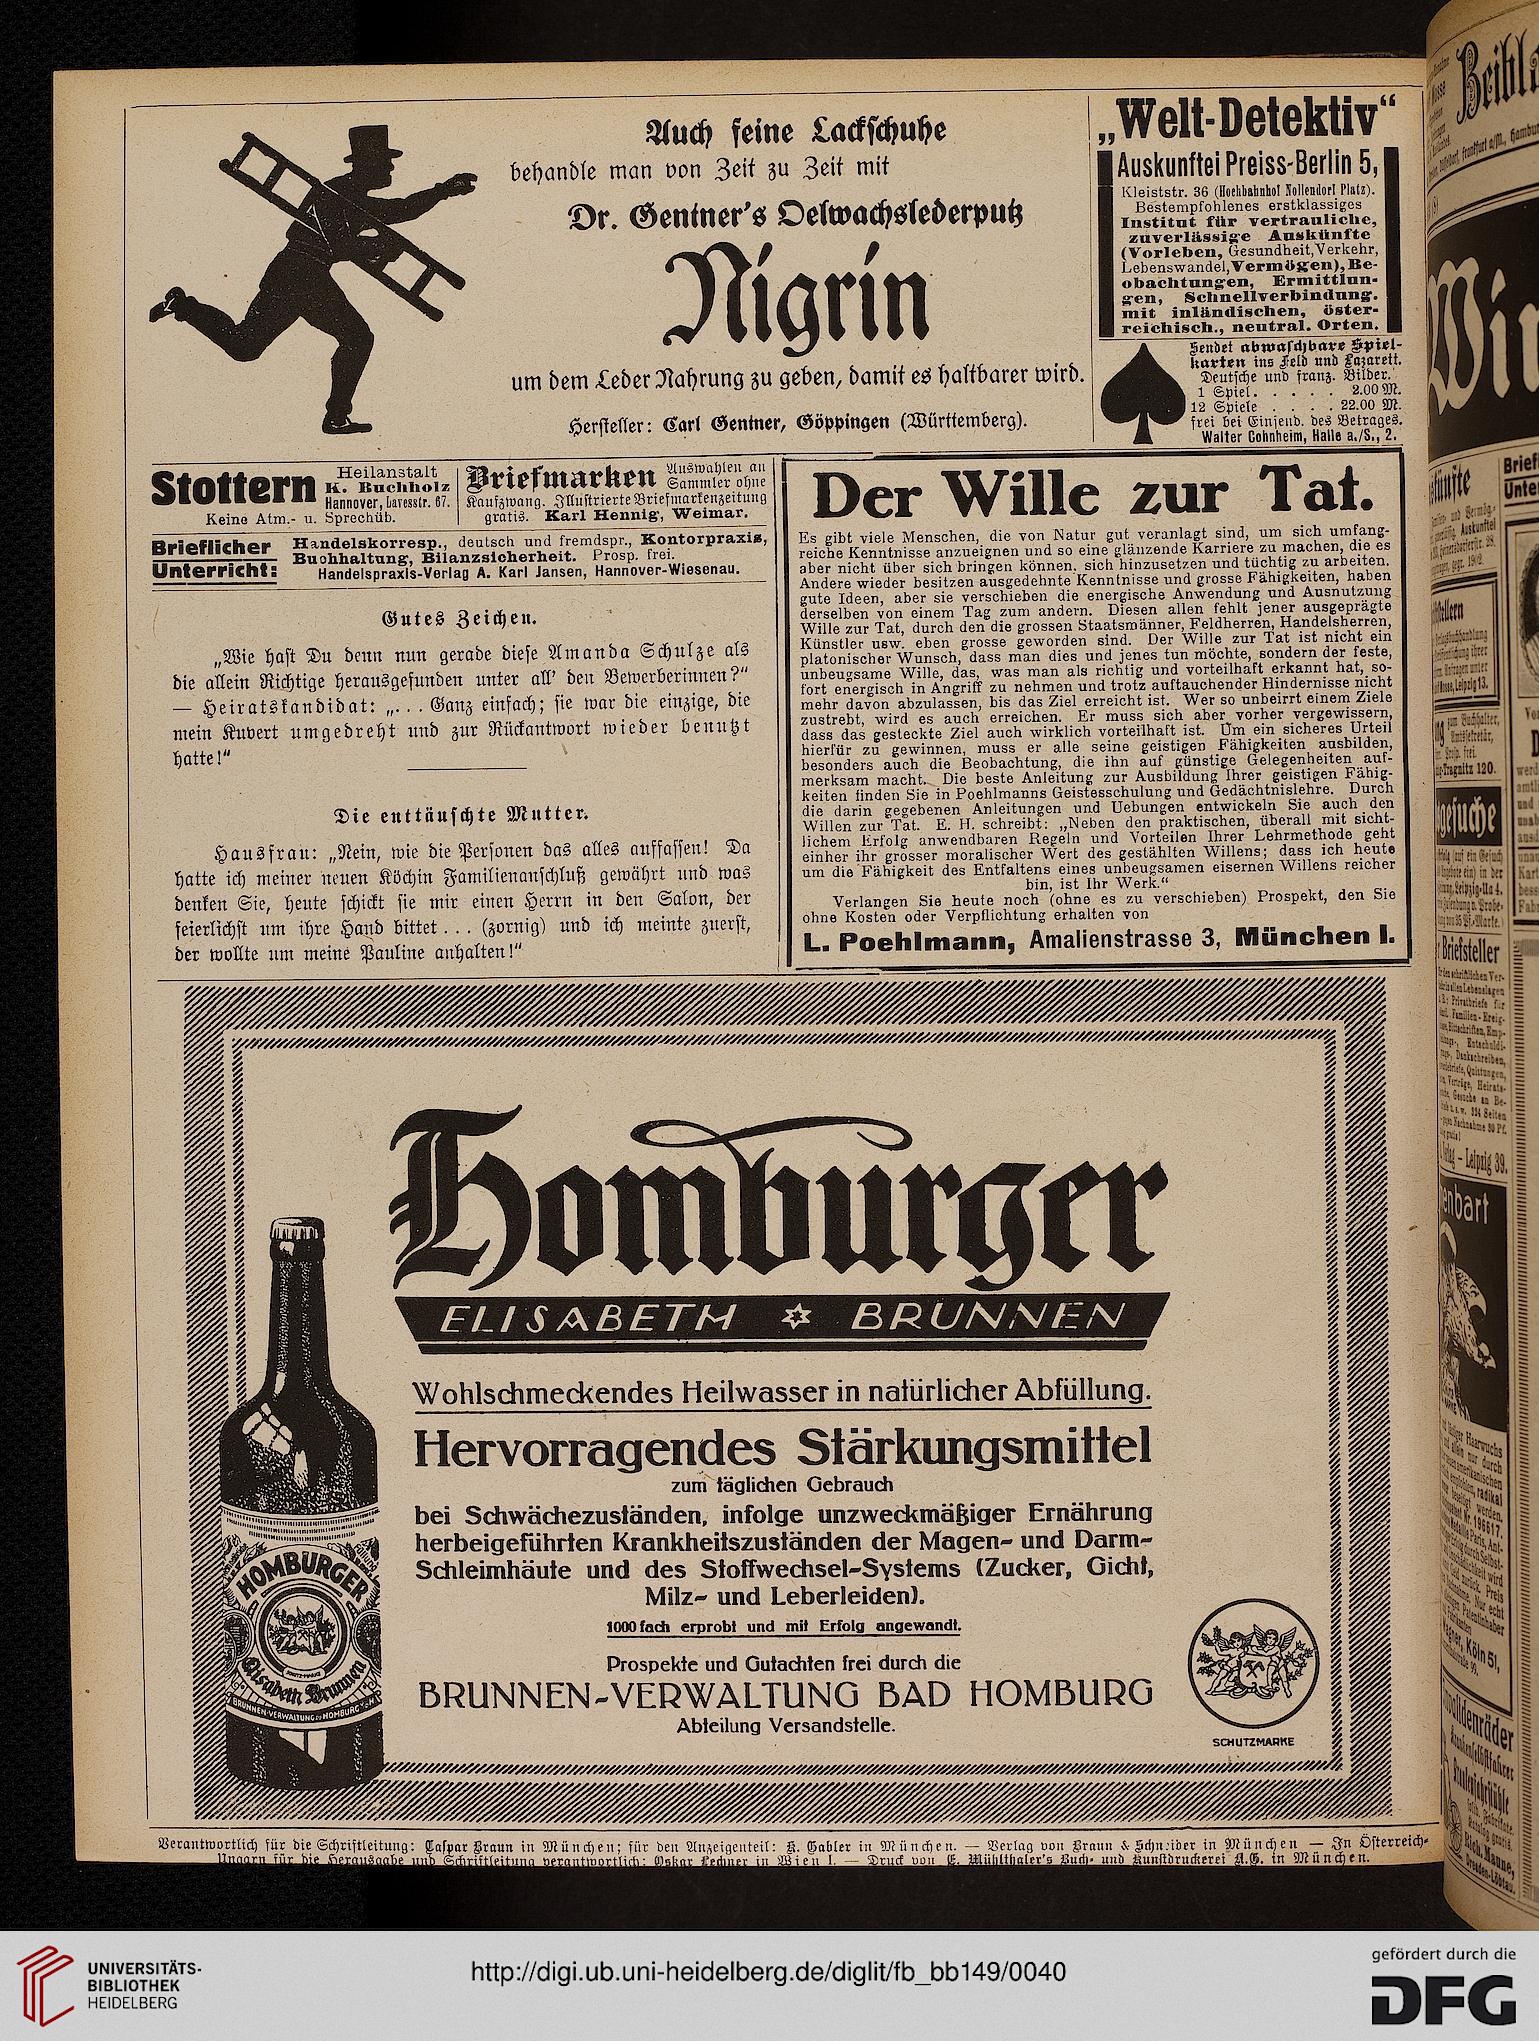 Auch feine Lackschuhe
behandle man von Zeit zu Zeit mit
Dr. Gentner's Oelwachslederputz
Nigrin
um dem Leder Nahrung zu geben, damit es haltbarer wird.
Hersteller: Carl Gentner, Göppingen (Württemberg).
„Welt-Detektiv“
Auskunftei Preiss-Berlin 5,
Kleiststr. 36 (Hochbahnhof Nollendorf Platz).
Bestempfohlenes erstklassiges
Institut für vertrauliche,
zuverlässige Auskünfte
(Vorleben, Gesundheit, Verkehr,
Lebenswandel, Vermögen), Be-
obachtungen, Ermittlun-
gen, Schnellverbindung.
mit inländischen, öster-
reichisch., neutral. Orten.
Sendet abwaschbare Spiel-
karten ins Feld und Lazarett.
Deutsche und franz. Bilder.
1 Spiel . . . . . 2.00 M.
12 Spiele . . . . 22.00 M.
frei bei Einsend. des Betrages.
Walter Cohnheim, Halle a./S., 2.
Stottern Heilanstalt
K. Buchholz
Hannover, Lavesstr. 67.
Keine Atm.- u. Sprechüb.
Briefmarken Auswahlen an
Sammler ohne
Kaufzwang. Illustrierte Briefmarkenzeitung
gratis. Karl Hennig, Weimar.
Brieflicher Unterricht:
Handelskorresp., deutsch und fremdspr., Kontorpraxis,
Buchhaltung, Bilanzsicherheit. Prosp. frei.
Handelspraxis-Verlag A. Karl Jansen, Hannover-Wiesenau.
Gutes Zeichen.
„Wie hast Du denn nun gerade diese Amanda Schulze als
die allein Richtige herausgefunden unter all' den Bewerberinnen?“
— Heiratskandidat: „. . . Ganz einfach; sie war die einzige, die
mein Kuvert umgedreht und zur Rückantwort wieder benutzt
hatte!“
Die enttäuschte Mutter.
Hausfrau: „Nein, wie die Personen das alles auffassen! Da
hatte ich meiner neuen Köchin Familienanschluß gewährt und was
denken Sie, heute schickt sie mir einen Herrn in den Salon, der
feierlichst um ihre Hand bittet . . . (zornig) und ich meinte zuerst,
der wollte um meine Pauline anhalten!“
Der Wille zur Tat.
Es gibt viele Menschen, die von Natur gut veranlagt sind, um sich umfang-
reiche Kenntnisse anzueignen und so eine glänzende Karriere zu machen, die es
aber nicht über sich bringen können, sich hinzusetzen und tüchtig zu arbeiten.
Andere wieder besitzen ausgedehnte Kenntnisse und grosse Fähigkeiten, haben
gute Ideen, aber sie verschieben die energische Anwendung und Ausnutzung
derselben von einem Tag zum andern. Diesen allen fehlt jener ausgeprägte
Wille zur Tat, durch den die grossen Staatsmänner, Feldherren, Handelsherren,
Künstler usw. eben grosse geworden sind. Der Wille zur Tat ist nicht ein
platonischer Wunsch, dass man dies und jenes tun möchte, sondern der feste,
unbeugsame Wille, das, was man als richtig und vorteilhaft erkannt hat, so-
fort energisch in Angriff zu nehmen und trotz auftauchender Hindernisse nicht
mehr davon abzulassen, bis das Ziel erreicht ist. Wer so unbeirrt einem Ziele
zustrebt, wird es auch erreichen. Er muss sich aber vorher vergewissern,
dass das gesteckte Ziel auch wirklich vorteilhaft ist. Um ein sicheres Urteil
hierfür zu gewinnen, muss er alle seine geistigen Fähigkeiten ausbilden,
besonders auch die Beobachtung, die ihn auf günstige Gelegenheiten auf-
merksam macht. Die beste Anleitung zur Ausbildung Ihrer geistigen Fähig-
keiten finden Sie in Poehlmanns Geistesschulung und Gedächtnislehre. Durch
die darin gegebenen Anleitungen und Uebungen entwickeln Sie auch den
Willen zur Tat. E. H. schreibt: „Neben den praktischen, überall mit sicht-
lichem Erfolg anwendbaren Regeln und Vorteilen Ihrer Lehrmethode geht
einher ihr grosser moralischer Wert des gestählten Willens; dass ich heute
um die Fähigkeit des Entfaltens eines unbeugsamen eisernen Willens reicher
bin, ist Ihr Werk.“
Verlangen Sie heute noch (ohne es zu verschieben) Prospekt, den Sie
ohne Kosten oder Verpflichtung erhalten von
L. Poehlmann, Amalienstrasse 3, München I.
Homburger
ELISABETH BRUNNEN
Wohlschmeckendes Heilwasser in natürlicher Abfüllung.
Hervorragendes Stärkungsmittel
zum täglichen Gebrauch
bei Schwächezuständen, infolge unzweckmäßiger Ernährung
herbeigeführten Krankheitszuständen der Magen- und Darm-
Schleimhäute und des Stoffwechsel-Systems (Zucker, Gicht,
Milz- und Leberleiden).
1000 fach erprobt und mit Erfolg angewandt.
Prospekte und Gutachten frei durch die
BRUNNEN-VERWALTUNG BAD HOMBURG
Abteilung Versandstelle.
SCHUTZMARKE
HOMBURGER
Elisabeth Brunnen
BRUNNEN-VERWALTUNG HOMBURG
Verantwortlich für die Schriftleitung: Caspar Braun in München; für den Anzeigenteil: K. Gabler in München. — Verlag von Braun & Schneider in München — In Österreich-
Ungarn für die Herausgabe und Schriftleitung verantwortlich: Oskar Lechner in Wien I. — Druck von E. Mühlthaler's Buch- und Kunstdruckerei A.G. in München.
UNIVERSITÄTS-
BIBLIOTHEK
HEIDELBERG
http://digi.ub.uni-heidelberg.de/diglit/fb_bb149/0040
gefördert durch die
DFG